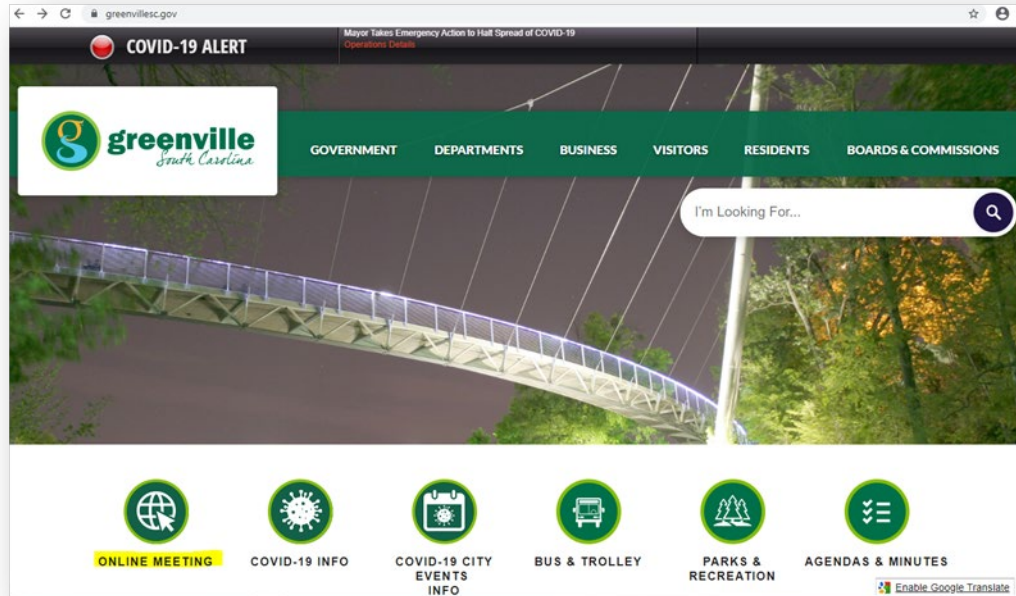 greenvillesc.gov
COVID-19 ALERT
Mayor Takes Emergency Action to Halt Spread of COVID-19
Operations Details
g
greenville
South Carolina
GOVERNMENT DEPARTMENTS BUSINESS VISITORS RESIDENTS BOARDS & COMMISSIONS
I'm Looking For...
ONLINE MEETING
COVID-19 INFO
COVID-19 CITY
EVENTS
INFO
BUS & TROLLEY
PARKS &
RECREATION
AGENDAS & MINUTES
Enable Google Translate